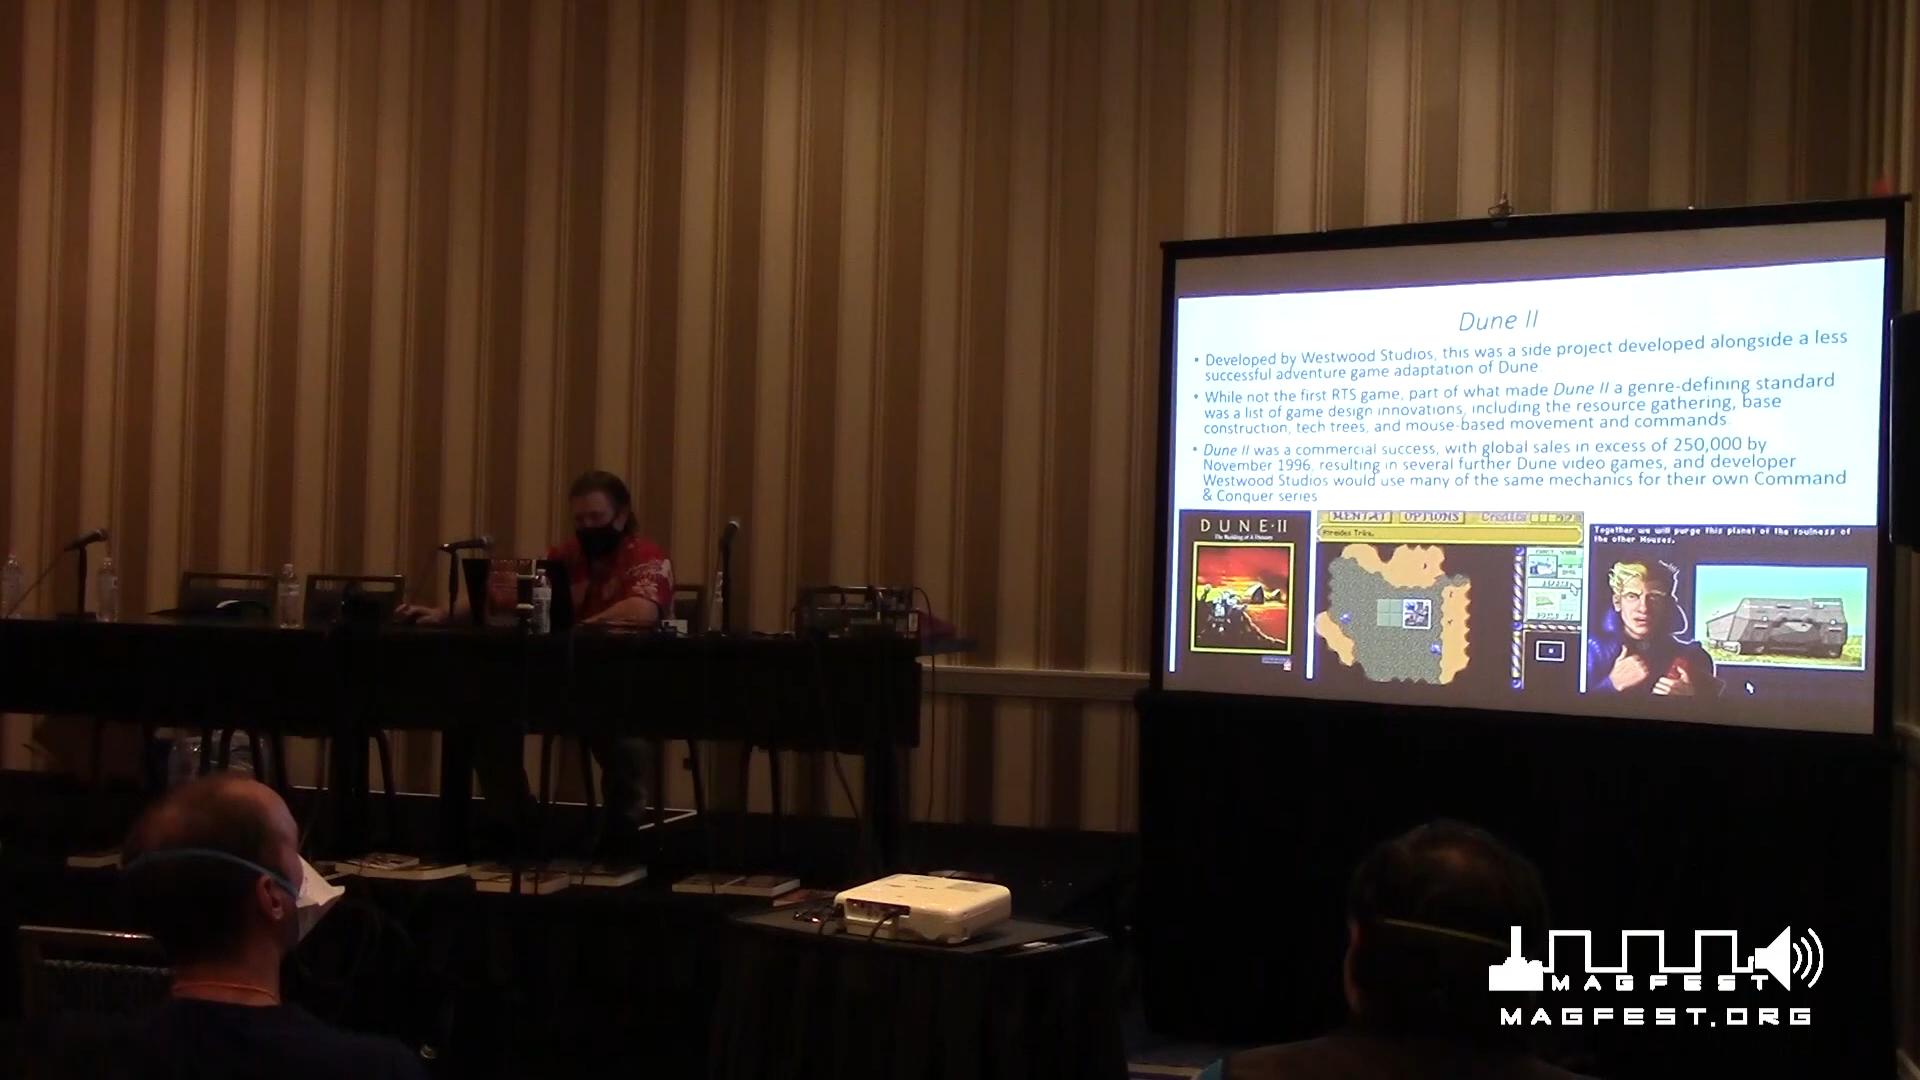 Dune II
• Developed by Westwood Studios, this was a side project developed alongside a less
successful adventure game adaptation of Dune.
• While not the first RTS game, part of what made Dune II a genre-defining standard
was a list of game design innovations, including the resource gathering, base
construction, tech trees, and mouse-based movement and commands.
• Dune II was a commercial success, with global sales in excess of 250,000 by
November 1996, resulting in several further Dune video games, and developer
Westwood Studios would use many of the same mechanics for their own Command
& Conquer series
DUNE·II
The Building of A Dynasty
MENTAT OPTIONS Credits
Together we will purge this planet of the foulness of
the other Houses.
MAGFEST
MAGFEST.ORG